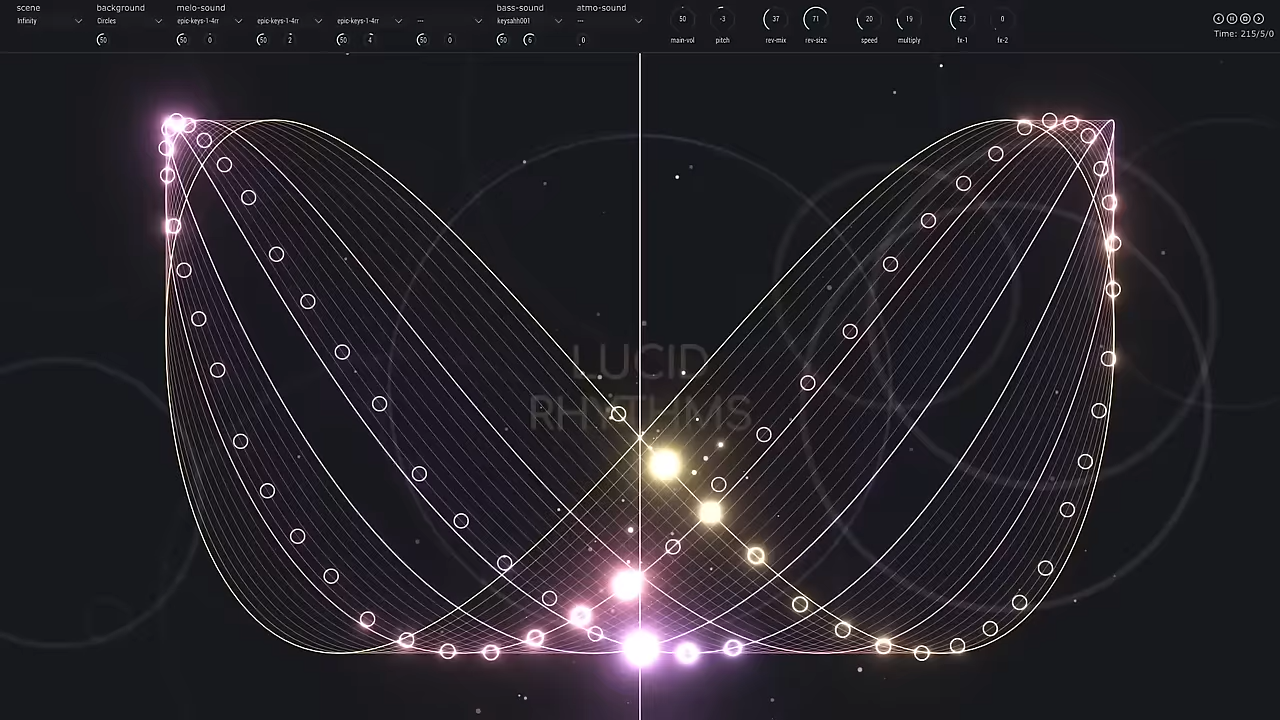 scene background melo-sound bass-sound atmo-sound
Infinity Circles epic-keys-1-4rr epic-keys-1-4rr epic-keys-1-4rr --- keysahh001 ---
50 -3 37 71 20 19 52 0
50 50 0 50 2 50 4 50 0 50 6 0
main-vol pitch rev-mix rev-size speed multiply fx-1 fx-2
Time: 215/5/0
LUCID
RHYTHMS